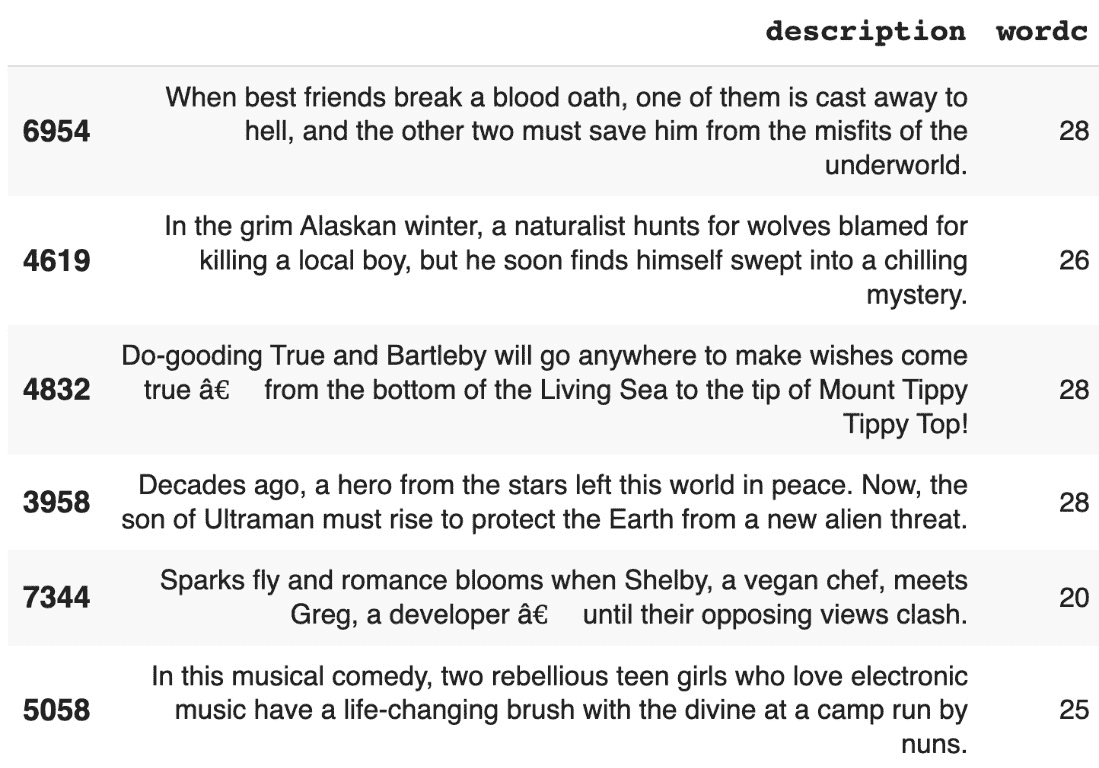 description wordc
When best friends break a blood oath, one of them is cast away to
6954 hell, and the other two must save him from the misfits of the 28
underworld.
In the grim Alaskan winter, a naturalist hunts for wolves blamed for
4619 killing a local boy, but he soon finds himself swept into a chilling 26
mystery.
Do-gooding True and Bartleby will go anywhere to make wishes come
4832 true â€ from the bottom of the Living Sea to the tip of Mount Tippy 28
Tippy Top!
Decades ago, a hero from the stars left this world in peace. Now, the
3958 28
son of Ultraman must rise to protect the Earth from a new alien threat.
Sparks fly and romance blooms when Shelby, a vegan chef, meets
7344 20
Greg, a developer â€ until their opposing views clash.
In this musical comedy, two rebellious teen girls who love electronic
5058 music have a life-changing brush with the divine at a camp run by 25
nuns.